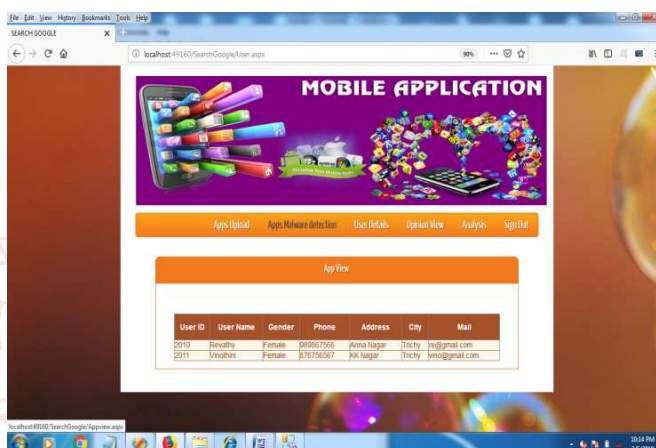 File Edit View History Bookmarks Tools Help
SEARCH GOOGLE
localhost:49160/SearchGoogle/User.aspx
90%
MOBILE APPLICATION
Apps Upload Apps Malware detection User Details Opinion View Analysis Sign Out
App View
User ID User Name Gender Phone Address City Mail
2010 Revathy Female 989867566 Anna Nagar Trichy re@gmail.com
2011 Vinothini Female 876756567 KK Nagar Trichy vino@gmail.com
localhost:49160/SearchGoogle/Appview.aspx
10:14 PM